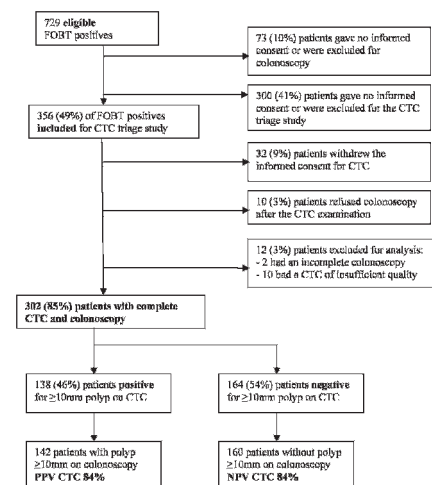 729 eligible
FOBT positives
73 (10%) patients gave no informed
consent or were excluded for
colonoscopy
300 (41%) patients gave no informed
consent or were excluded for the CTC
triage study
356 (49%) of FOBT positives
included for CTC triage study
32 (9%) patients withdrew the
informed consent for CTC
10 (3%) patients refused colonoscopy
after the CTC examination
12 (3%) patients excluded for analysis:
- 2 had an incomplete colonoscopy
- 10 had a CTC of insufficient quality
302 (85%) patients with complete
CTC and colonoscopy
138 (46%) patients positive
for ≥10mm polyp on CTC
164 (54%) patients negative
for ≥10mm polyp on CTC
142 patients with polyp
≥10mm on colonoscopy
PPV CTC 84%
160 patients without polyp
≥10mm on colonoscopy
NPV CTC 84%